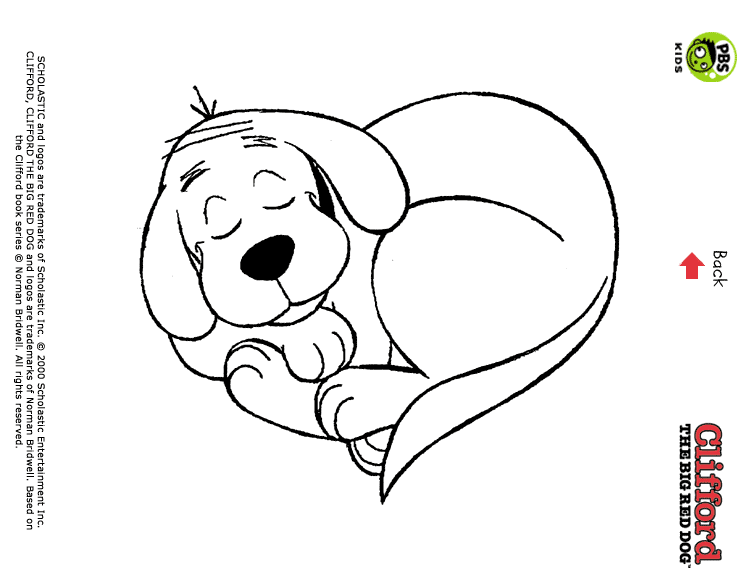 PBS
KIDS
Back
Clifford
THE BIG RED DOG™
SCHOLASTIC and logos are trademarks of Scholastic Inc. © 2000 Scholastic Entertainment Inc.
CLIFFORD, CLIFFORD THE BIG RED DOG and logos are trademarks of Norman Bridwell. Based on
the Clifford book series © Norman Bridwell. All rights reserved.